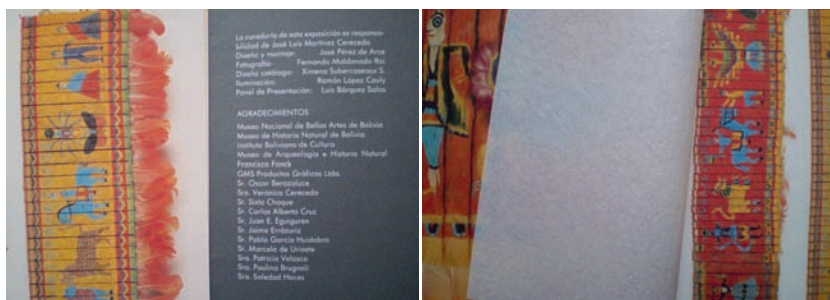 La curaduría de esta exposición es responsa-
bilidad de José Luis Martínez Cereceda.
Diseño y montaje: José Pérez de Arce
Fotografía: Fernando Maldonado Roi
Diseño catálogo: Ximena Subercaseaux S.
Iluminación: Ramón López Cauly
Panel de Presentación: Luis Bórquez Salas
AGRADECIMIENTOS
Museo Nacional de Bellas Artes de Bolivia
Museo de Historia Natural de Bolivia
Instituto Boliviano de Cultura
Museo de Arqueología e Historia Natural
Francisco Fonck
GMS Productos Gráficos Ltda.
Sr. Oscar Berazaluce
Sra. Verónica Cereceda
Sr. Sixto Choque
Sr. Carlos Alberto Cruz
Sr. Juan E. Eguiguren
Sr. Jaime Errázuriz
Sr. Pablo García Huidobro
Sr. Marcelo de Urioste
Sra. Patricia Velasco
Sra. Paulina Brugnoli
Sra. Soledad Hoces